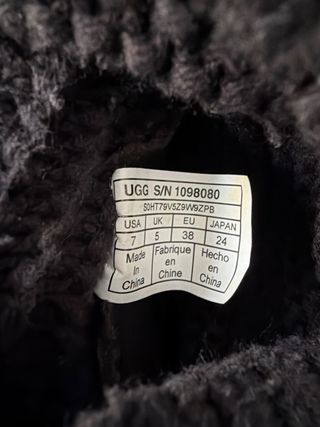 UGG S/N 1098080
S0HT79V5Z9W9ZPB
USA UK EU JAPAN
7 5 38 24
Made Fabrique Hecho
in en en
China Chine China